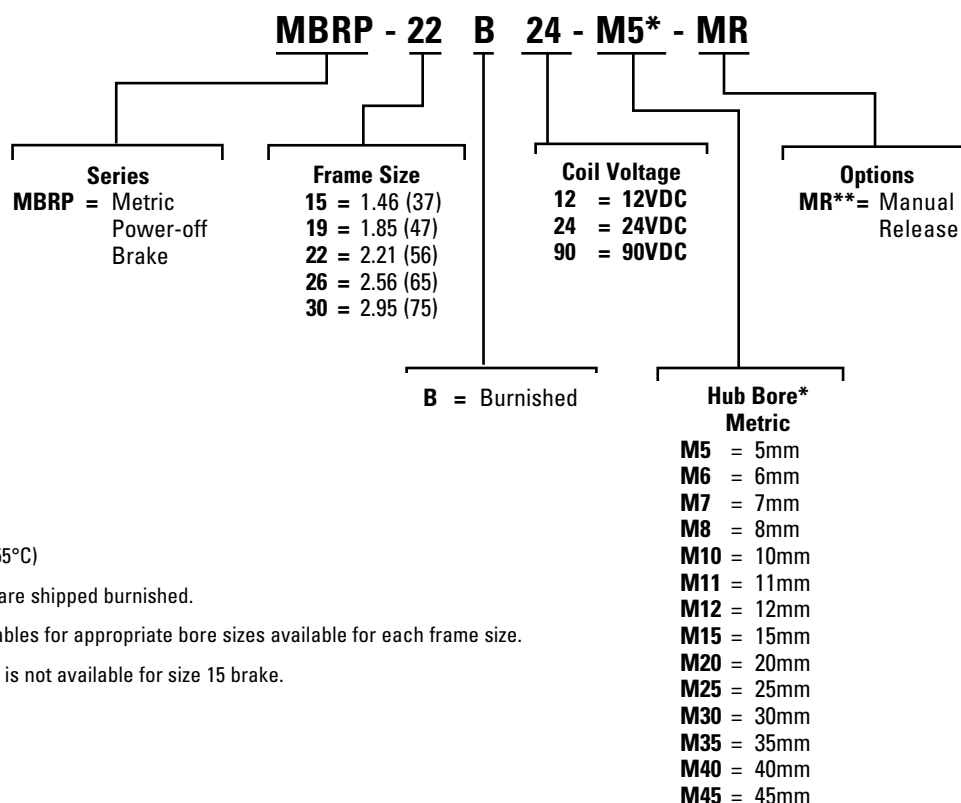 MBRP - 22 B 24 - M5* - MR
Series
MBRP = Metric
Power-off
Brake
Frame Size
15 = 1.46 (37)
19 = 1.85 (47)
22 = 2.21 (56)
26 = 2.56 (65)
30 = 2.95 (75)
Coil Voltage
12 = 12VDC
24 = 24VDC
90 = 90VDC
Options
MR**= Manual
Release
B = Burnished
Hub Bore*
Metric
M5 = 5mm
M6 = 6mm
M7 = 7mm
M8 = 8mm
M10 = 10mm
M11 = 11mm
M12 = 12mm
M15 = 15mm
M20 = 20mm
M25 = 25mm
M30 = 30mm
M35 = 35mm
M40 = 40mm
M45 = 45mm
5°C)
are shipped burnished.
ables for appropriate bore sizes available for each frame size.
is not available for size 15 brake.